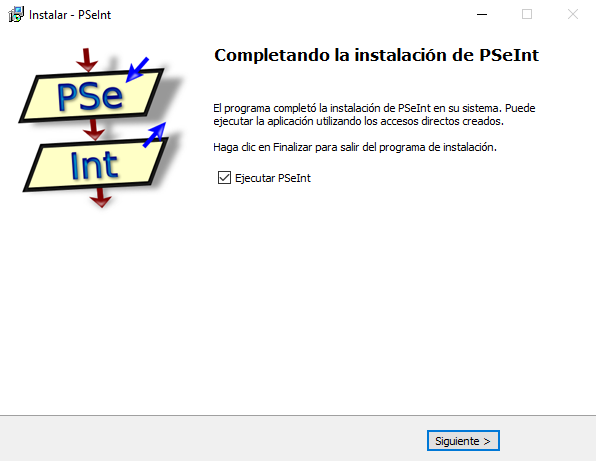 Instalar - PSeInt
Completando la instalación de PSeInt
PSe
Int
El programa completó la instalación de PSeInt en su sistema. Puede
ejecutar la aplicación utilizando los accesos directos creados.
Haga clic en Finalizar para salir del programa de instalación.
Ejecutar PSeInt
Siguiente >